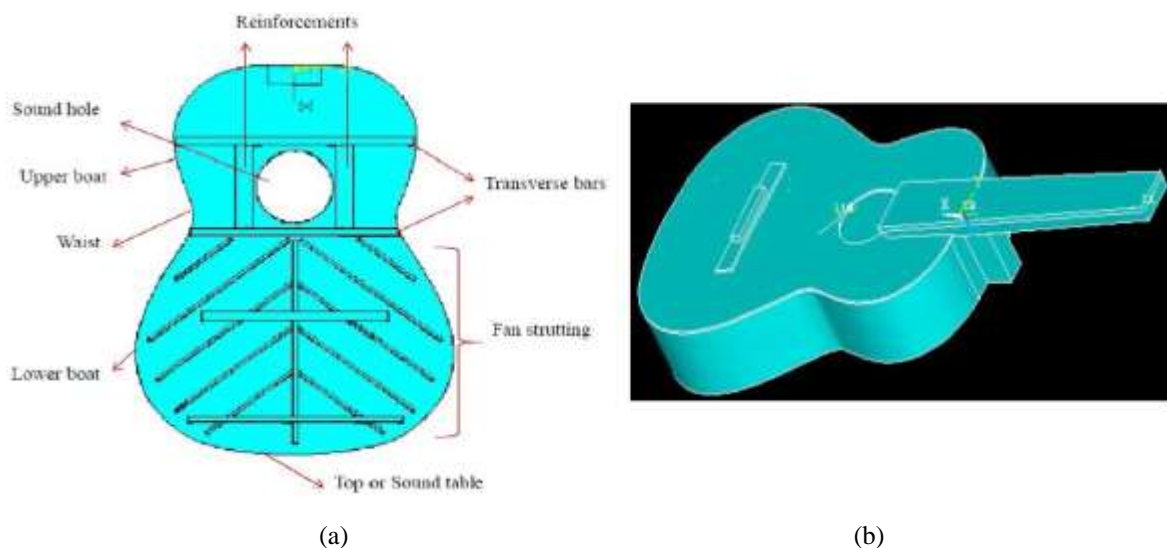 Reinforcements
Sound hole
Upper boat
Transverse bars
Waist
Fan strutting
Lower boat
Top or Sound table
(a)
(b)